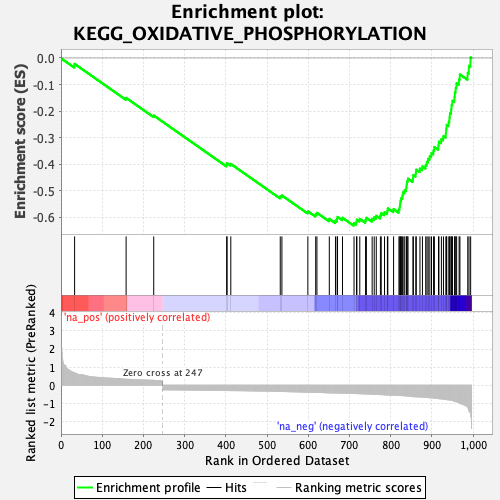 Enrichment plot:
KEGG_OXIDATIVE_PHOSPHORYLATION
Enrichment score (ES)
0.0
-0.1
-0.2
-0.3
-0.4
-0.5
-0.6
'na_pos' (positively correlated)
Ranked list metric (PreRanked)
4
3
2
1
0
-1
-2
Zero cross at 247
'na_neg' (negatively correlated)
0 100 200 300 400 500 600 700 800 900 1,000
Rank in Ordered Dataset
Enrichment profile Hits Ranking metric scores